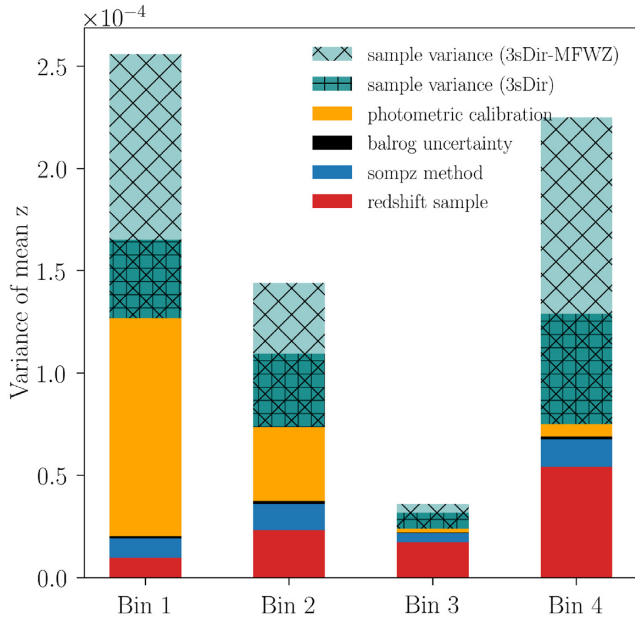 ×10⁻⁴
2.5
2.0
1.5
1.0
0.5
0.0
Variance of mean z
sample variance (3sDir-MFWZ)
sample variance (3sDir)
photometric calibration
balrog uncertainty
sompz method
redshift sample
Bin 1
Bin 2
Bin 3
Bin 4